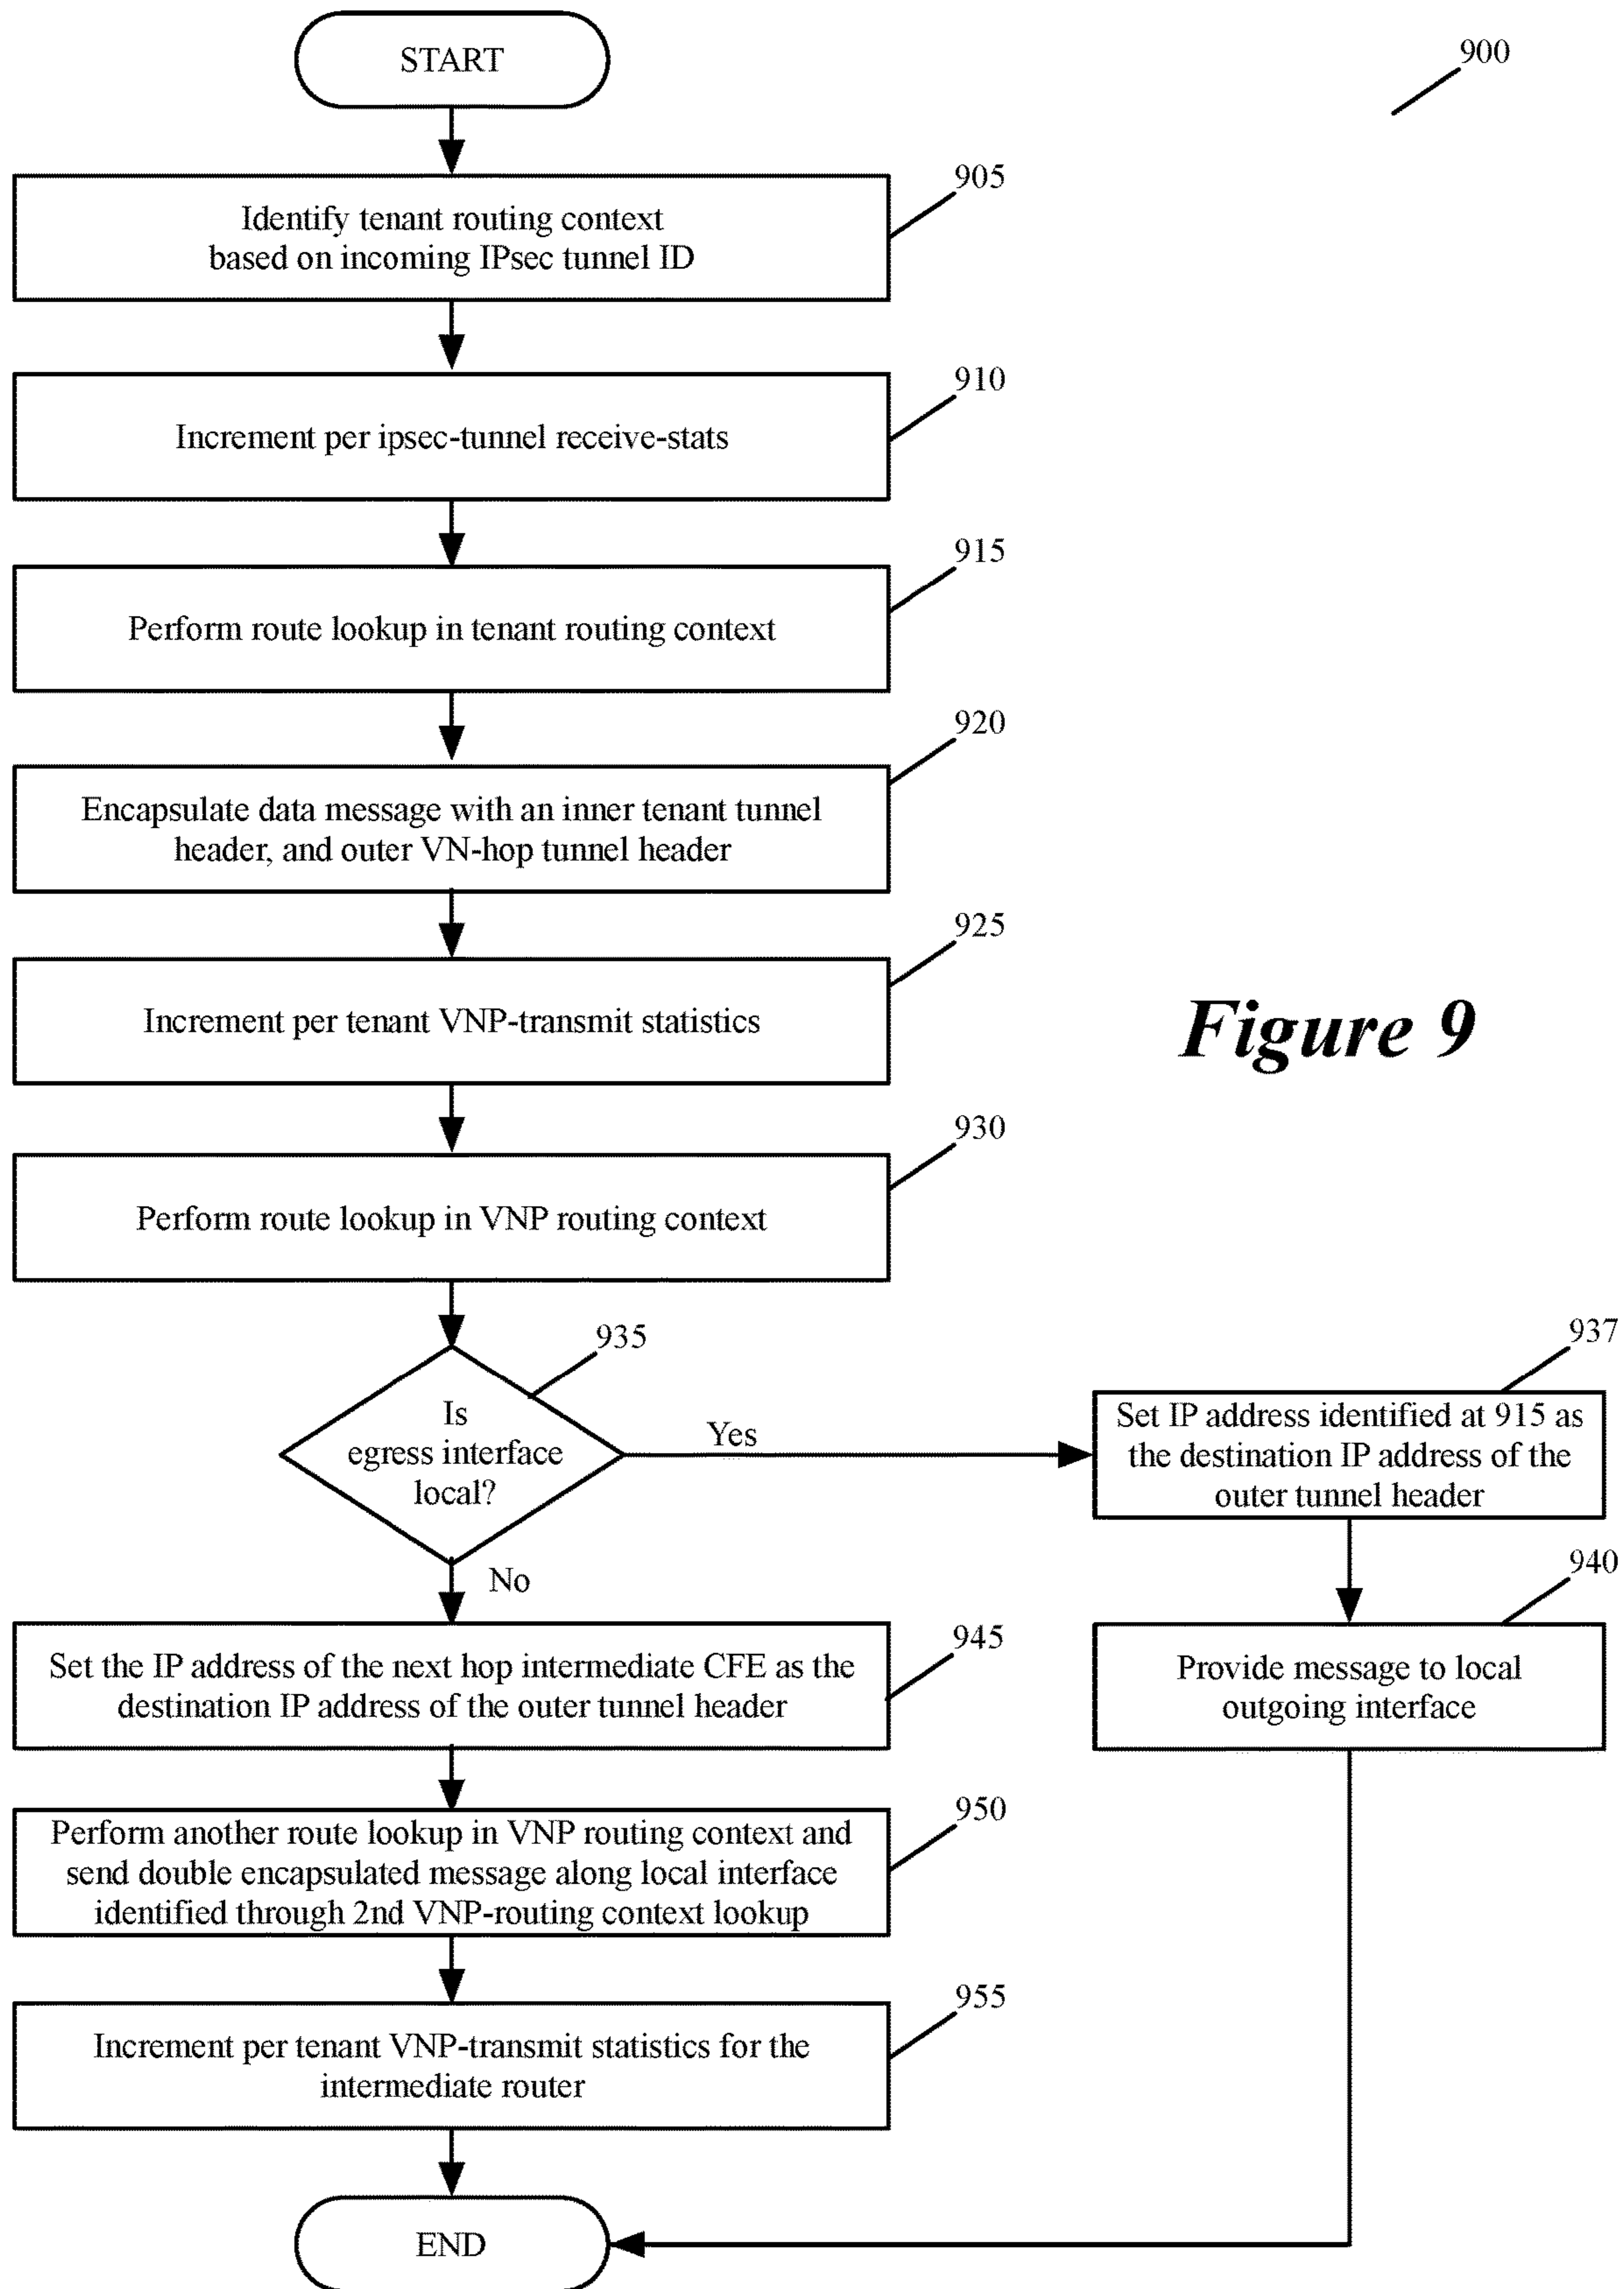 START
900
905
Identify tenant routing context
based on incoming IPsec tunnel ID
910
Increment per ipsec-tunnel receive-stats
915
Perform route lookup in tenant routing context
920
Encapsulate data message with an inner tenant tunnel
header, and outer VN-hop tunnel header
925
Increment per tenant VNP-transmit statistics
Figure 9
930
Perform route lookup in VNP routing context
935
Is
egress interface
local?
Yes
937
Set IP address identified at 915 as
the destination IP address of the
outer tunnel header
No
940
Provide message to local
outgoing interface
945
Set the IP address of the next hop intermediate CFE as the
destination IP address of the outer tunnel header
950
Perform another route lookup in VNP routing context and
send double encapsulated message along local interface
identified through 2nd VNP-routing context lookup
955
Increment per tenant VNP-transmit statistics for the
intermediate router
END